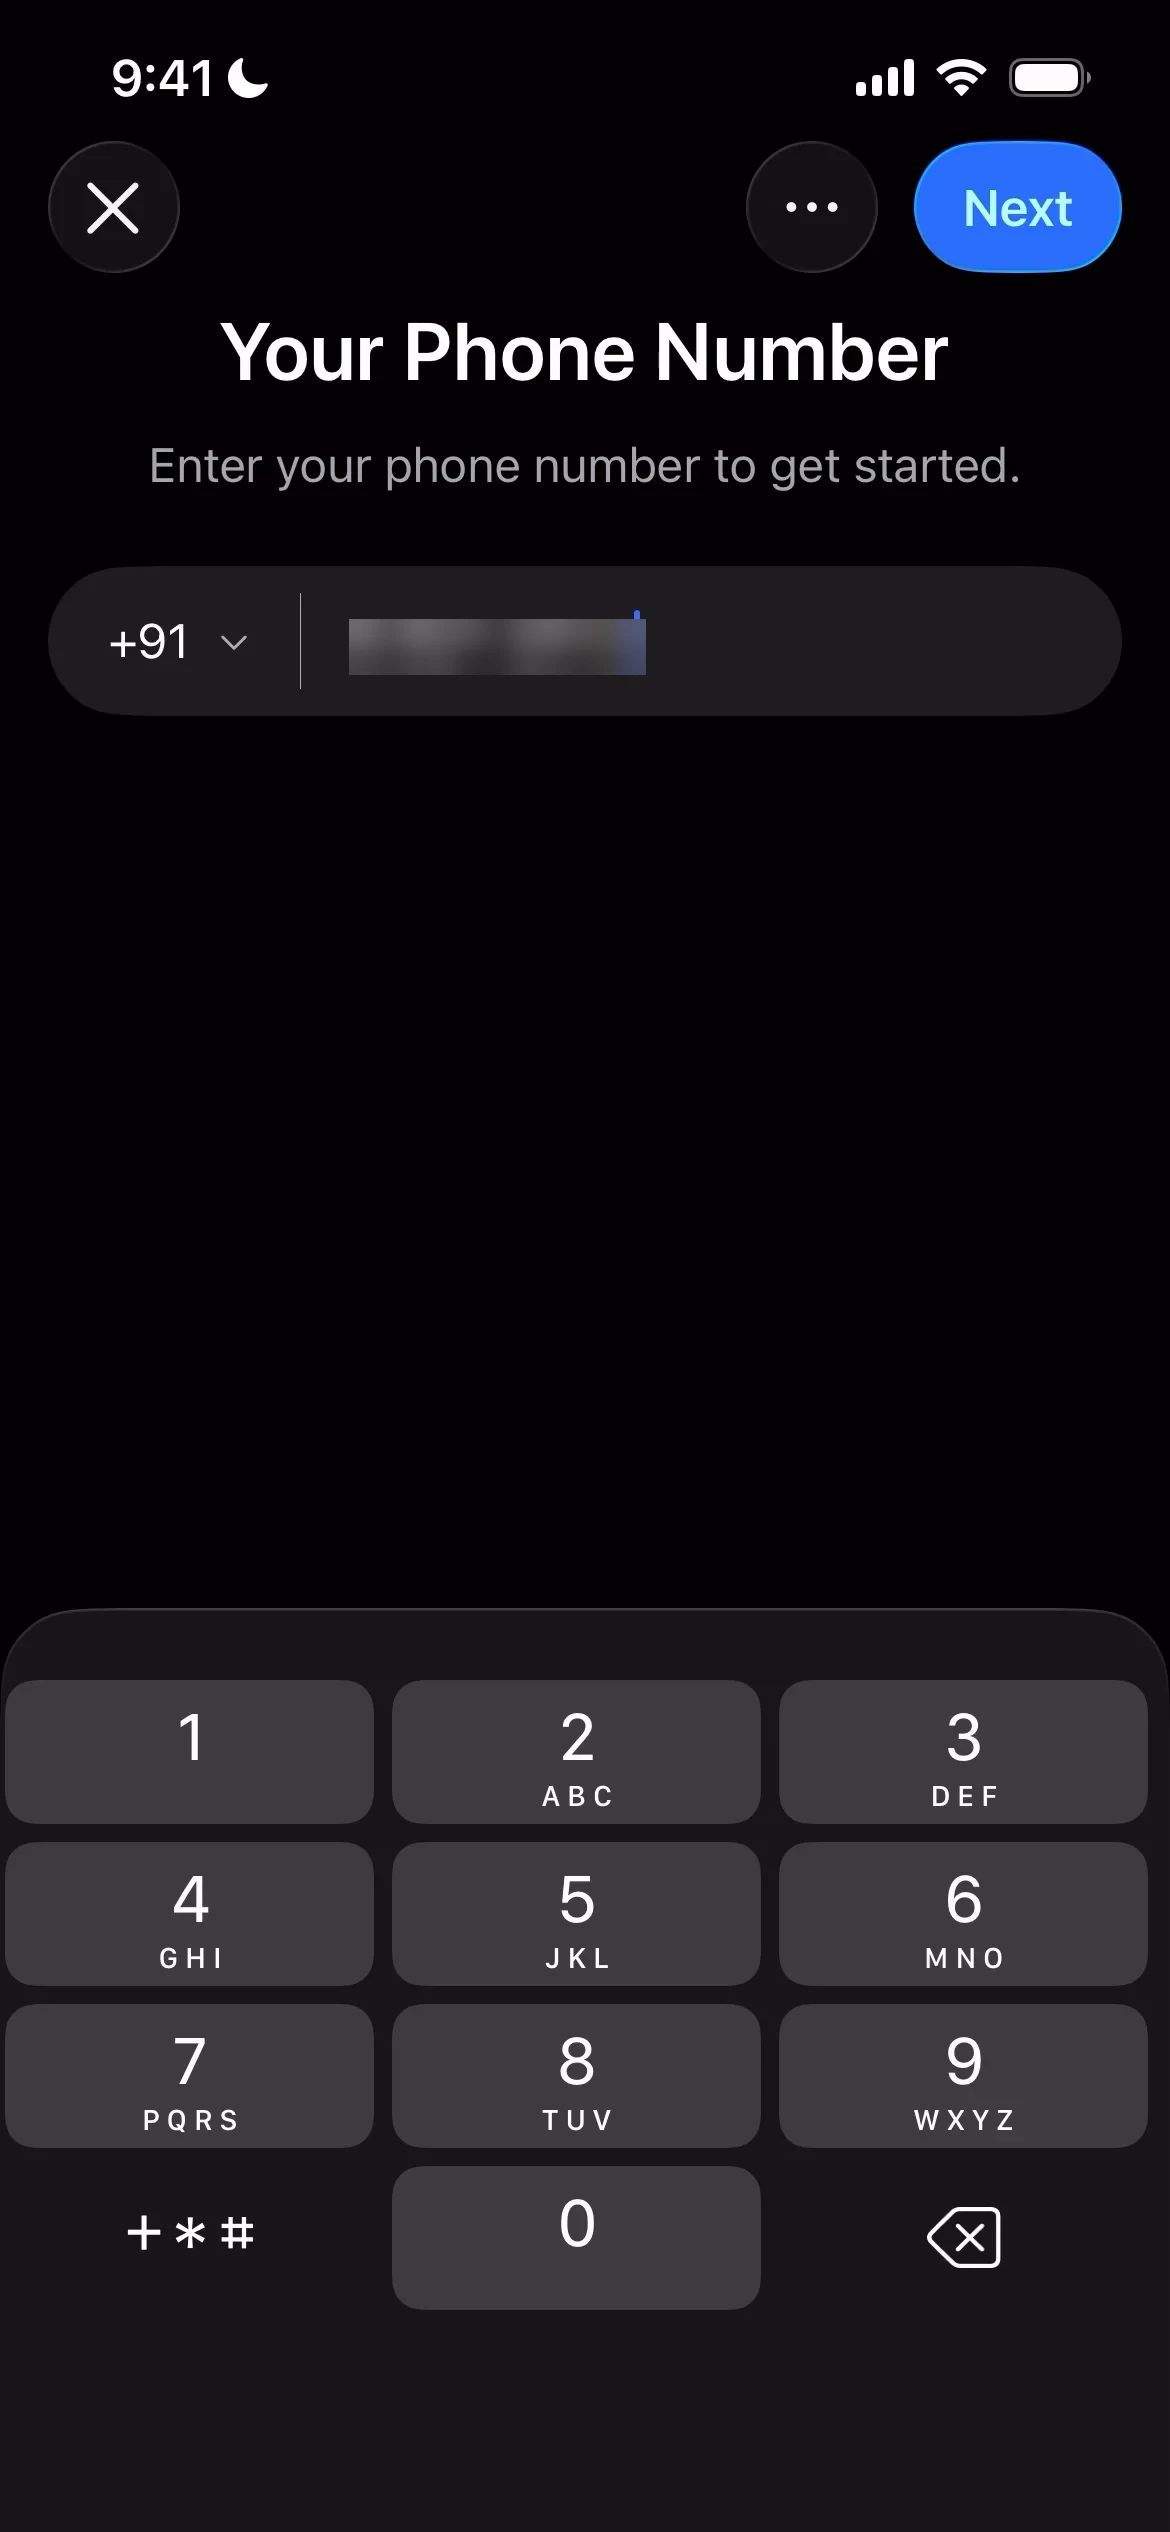 9:41
Next
Your Phone Number
Enter your phone number to get started.
+91
1
2
ABC
3
DEF
4
GHI
5
JKL
6
MNO
7
PQRS
8
TUV
9
WXYZ
+*#
0